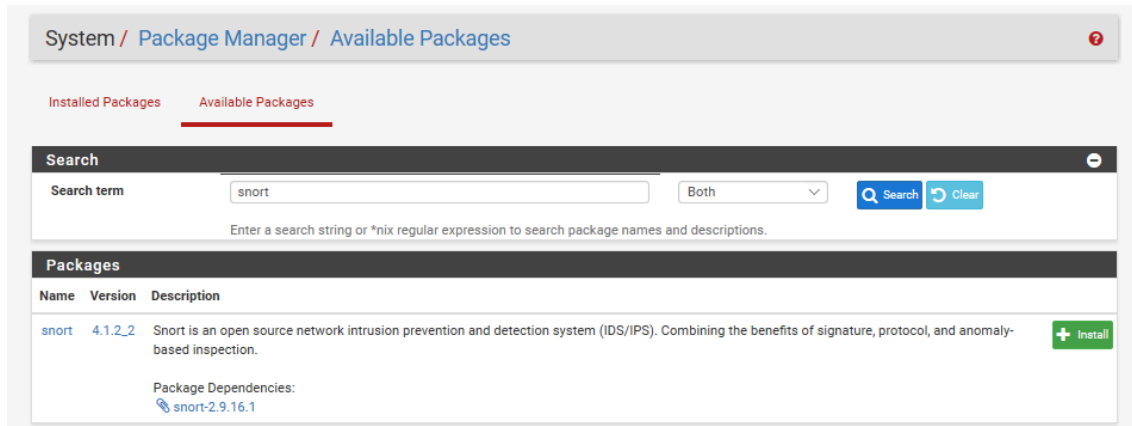 System / Package Manager / Available Packages
Installed Packages Available Packages
Search
Search term snort Both Search Clear
Enter a search string or *nix regular expression to search package names and descriptions.
Packages
Name Version Description
snort 4.1.2_2 Snort is an open source network intrusion prevention and detection system (IDS/IPS). Combining the benefits of signature, protocol, and anomaly- Install
based inspection.
Package Dependencies:
snort-2.9.16.1